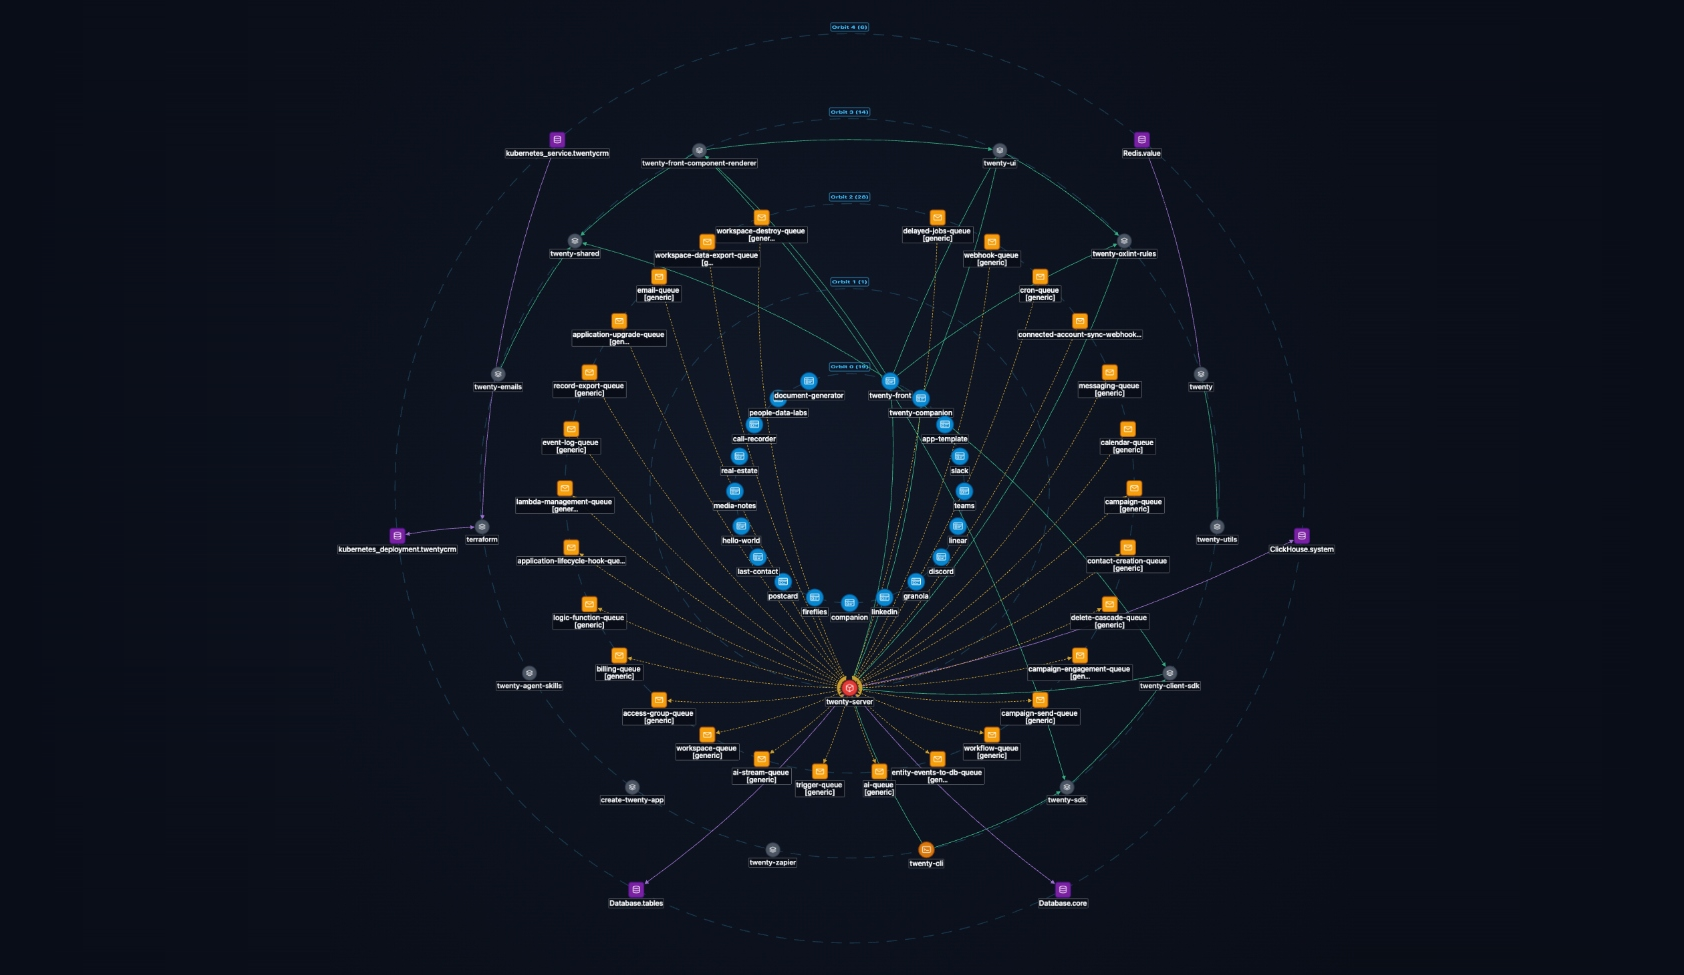 Orbit 4 (6)
Orbit 3 (14)
kubernetes_service.twentycrm
twenty-front-component-renderer
twenty-ui
Redis.value
Orbit 2 (28)
workspace-destroy-queue
[gener...
delayed-jobs-queue
[generic]
twenty-shared
workspace-data-export-queue
[g...
webhook-queue
[generic]
twenty-oxlint-rules
Orbit 1 (1)
email-queue
[generic]
cron-queue
[generic]
application-upgrade-queue
[gen...
connected-account-sync-webhook...
Orbit 0 (19)
twenty-emails
record-export-queue
[generic]
document-generator
twenty-front
messaging-queue
[generic]
twenty
people-data-labs
twenty-companion
event-log-queue
[generic]
call-recorder
app-template
calendar-queue
[generic]
real-estate
slack
lambda-management-queue
[gener...
media-notes
teams
campaign-queue
[generic]
kubernetes_deployment.twentycrm
terraform
hello-world
linear
twenty-utils
ClickHouse.system
application-lifecycle-hook-que...
last-contact
discord
contact-creation-queue
[generic]
postcard
granola
fireflies
companion
linkedin
logic-function-queue
[generic]
delete-cascade-queue
[generic]
billing-queue
[generic]
campaign-engagement-queue
[gen...
twenty-agent-skills
twenty-client-sdk
twenty-server
access-group-queue
[generic]
campaign-send-queue
[generic]
workspace-queue
[generic]
workflow-queue
[generic]
ai-stream-queue
[generic]
trigger-queue
[generic]
ai-queue
[generic]
entity-events-to-db-queue
[gen...
create-twenty-app
twenty-sdk
twenty-zapier
twenty-cli
Database.tables
Database.core